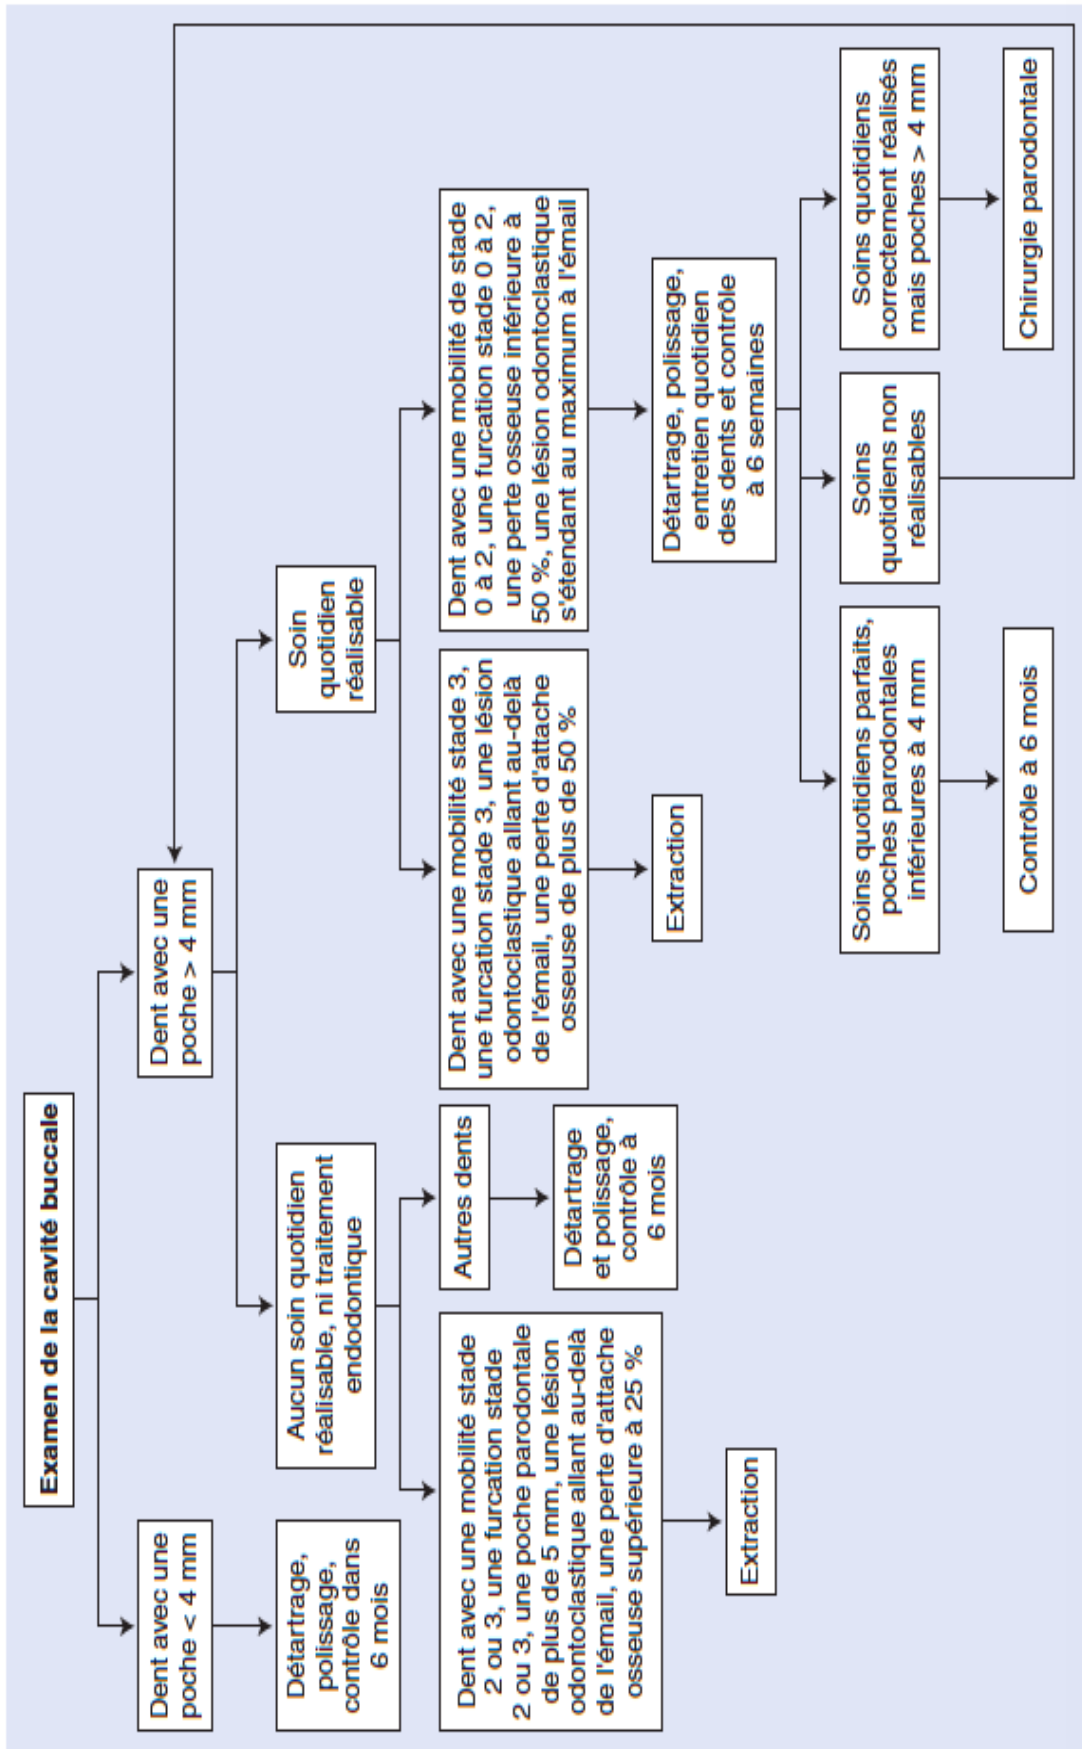 Examen de la cavité buccale
Dent avec une
poche < 4 mm
Dent avec une
poche > 4 mm
Détartrage,
polissage,
contrôle dans
6 mois
Aucun soin quotidien
réalisable, ni traitement
endodontique
Soin
quotidien
réalisable
Dent avec une mobilité stade
2 ou 3, une furcation stade
2 ou 3, une poche parodontale
de plus de 5 mm, une lésion
odontoclastique allant au-delà
de l'émail, une perte d'attache
osseuse supérieure à 25 %
Autres dents
Dent avec une mobilité stade 3,
une furcation stade 3, une lésion
odontoclastique allant au-delà
de l'émail, une perte d'attache
osseuse de plus de 50 %
Dent avec une mobilité de stade
0 à 2, une furcation stade 0 à 2,
une perte osseuse inférieure à
50 %, une lésion odontoclastique
s'étendant au maximum à l'émail
Détartrage
et polissage,
contrôle à
6 mois
Extraction
Détartrage, polissage,
entretien quotidien
des dents et contrôle
à 6 semaines
Extraction
Soins quotidiens parfaits,
poches parodontales
inférieures à 4 mm
Soins
quotidiens non
réalisables
Soins quotidiens
correctement réalisés
mais poches > 4 mm
Contrôle à 6 mois
Chirurgie parodontale